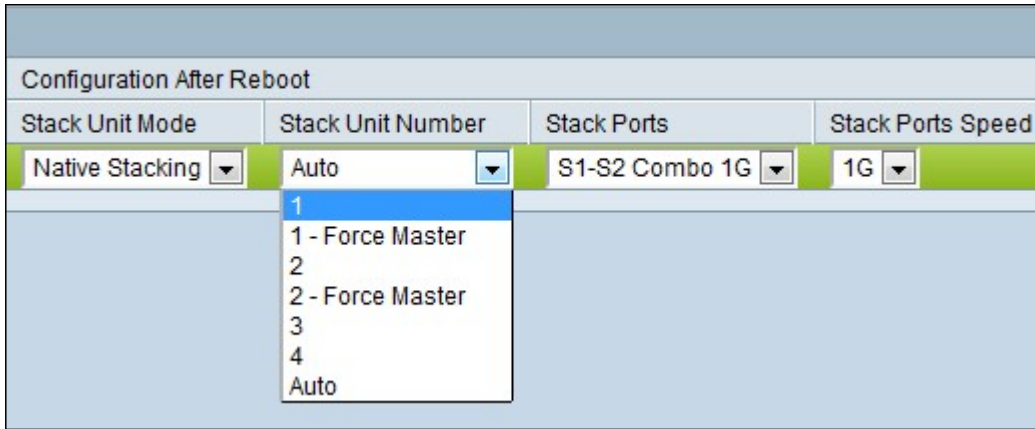 Configuration After Reboot
Stack Unit Mode Stack Unit Number Stack Ports Stack Ports Speed
Native Stacking Auto S1-S2 Combo 1G 1G
1
1 - Force Master
2
2 - Force Master
3
4
Auto